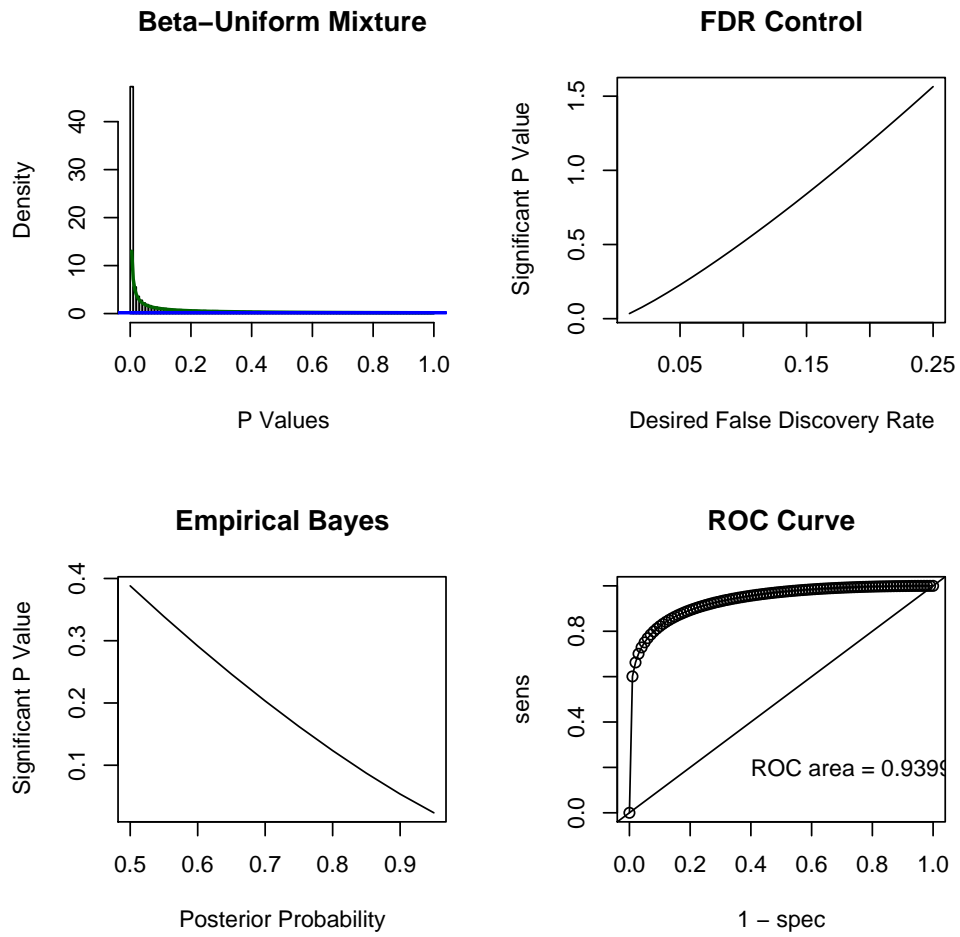 Beta−Uniform Mixture
Density
0 10 20 30 40
0.0 0.2 0.4 0.6 0.8 1.0
P Values
FDR Control
Significant P Value
0.0 0.5 1.0 1.5
0.05 0.15 0.25
Desired False Discovery Rate
Empirical Bayes
Significant P Value
0.1 0.2 0.3 0.4
0.5 0.6 0.7 0.8 0.9
Posterior Probability
ROC Curve
sens
0.0 0.4 0.8
ROC area = 0.9399
0.0 0.2 0.4 0.6 0.8 1.0
1 − spec